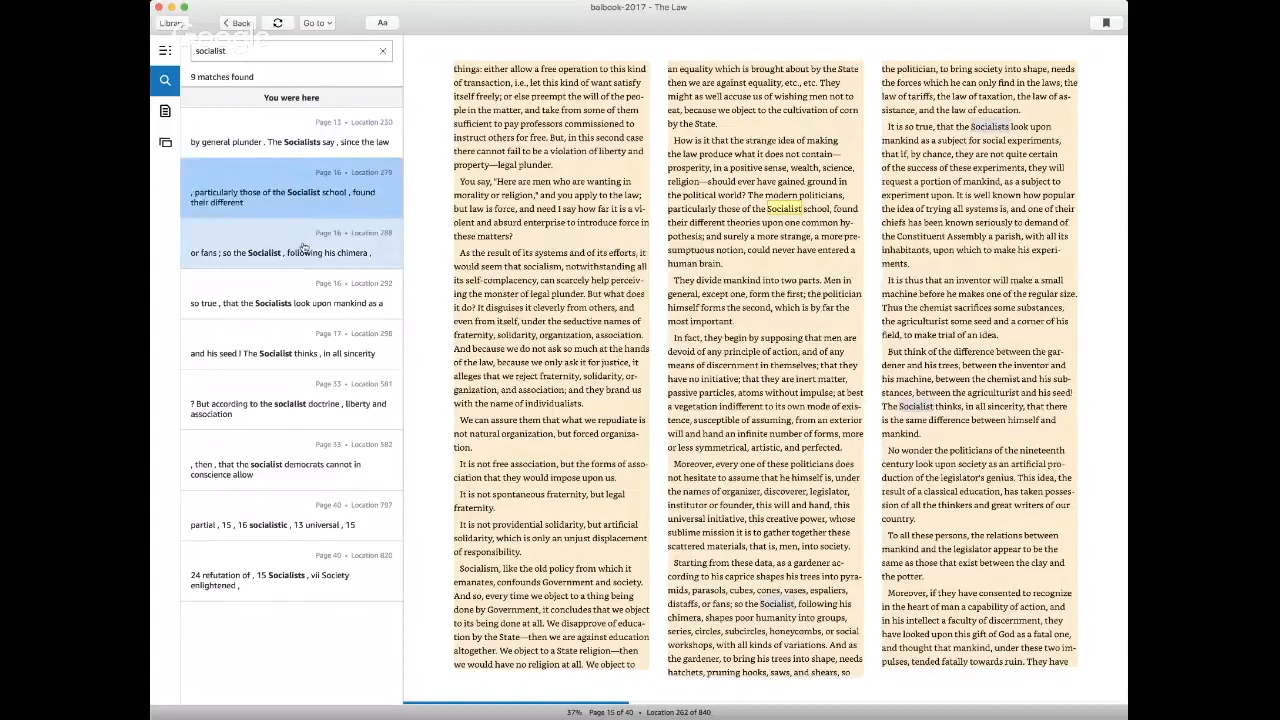 balbook-2017 - The Law
Library
Back
Go to
Aa
Google
socialist
9 matches found
You were here
Page 13 • Location 230
by general plunder . The Socialists say , since the law
Page 16 • Location 275
, particularly those of the Socialist school , found
their different
Page 16 • Location 288
or fans ; so the Socialist , following his chimera ,
Page 16 • Location 292
so true , that the Socialists look upon mankind as a
Page 17 • Location 298
and his seed ! The Socialist thinks , in all sincerity
Page 33 • Location 581
? But according to the socialist doctrine , liberty and
association
Page 33 • Location 582
, then , that the socialist democrats cannot in
conscience allow
Page 40 • Location 797
partial , 15 , 16 socialistic , 13 universal , 15
Page 40 • Location 820
24 refutation of , 15 Socialists , vii Society
enlightened ,
things: either allow a free operation to this kind
of transaction, i.e., let this kind of want satisfy
itself freely; or else preempt the will of the peo-
ple in the matter, and take from some of them
sufficient to pay professors commissioned to
instruct others for free. But, in this second case
there cannot fail to be a violation of liberty and
property—legal plunder.
You say, "Here are men who are wanting in
morality or religion," and you apply to the law;
but law is force, and need I say how far it is a vi-
olent and absurd enterprise to introduce force in
these matters?
As the result of its systems and of its efforts, it
would seem that socialism, notwithstanding all
its self-complacency, can scarcely help perceiv-
ing the monster of legal plunder. But what does
it do? It disguises it cleverly from others, and
even from itself, under the seductive names of
fraternity, solidarity, organization, association.
And because we do not ask so much at the hands
of the law, because we only ask it for justice, it
alleges that we reject fraternity, solidarity, or-
ganization, and association; and they brand us
with the name of individualists.
We can assure them that what we repudiate is
not natural organization, but forced organiza-
tion.
It is not free association, but the forms of asso-
ciation that they would impose upon us.
It is not spontaneous fraternity, but legal
fraternity.
It is not providential solidarity, but artificial
solidarity, which is only an unjust displacement
of responsibility.
Socialism, like the old policy from which it
emanates, confounds Government and society.
And so, every time we object to a thing being
done by Government, it concludes that we object
to its being done at all. We disapprove of educa-
tion by the State—then we are against education
altogether. We object to a State religion—then
we would have no religion at all. We object to
an equality which is brought about by the State
then we are against equality, etc., etc. They
might as well accuse us of wishing men not to
eat, because we object to the cultivation of corn
by the State.
How is it that the strange idea of making
the law produce what it does not contain—
prosperity, in a positive sense, wealth, science,
religion—should ever have gained ground in
the political world? The modern politicians,
particularly those of the Socialist school, found
their different theories upon one common hy-
pothesis; and surely a more strange, a more pre-
sumptuous notion, could never have entered a
human brain.
They divide mankind into two parts. Men in
general, except one, form the first; the politician
himself forms the second, which is by far the
most important.
In fact, they begin by supposing that men are
devoid of any principle of action, and of any
means of discernment in themselves; that they
have no initiative; that they are inert matter,
passive particles, atoms without impulse; at best
a vegetation indifferent to its own mode of exis-
tence, susceptible of assuming, from an exterior
will and hand an infinite number of forms, more
or less symmetrical, artistic, and perfected.
Moreover, every one of these politicians does
not hesitate to assume that he himself is, under
the names of organizer, discoverer, legislator,
institutor or founder, this will and hand, this
universal initiative, this creative power, whose
sublime mission it is to gather together these
scattered materials, that is, men, into society.
Starting from these data, as a gardener ac-
cording to his caprice shapes his trees into pyra-
mids, parasols, cubes, cones, vases, espaliers,
distaffs, or fans; so the Socialist, following his
chimera, shapes poor humanity into groups,
series, circles, subcircles, honeycombs, or social
workshops, with all kinds of variations. And as
the gardener, to bring his trees into shape, needs
hatchets, pruning hooks, saws, and shears, so
the politician, to bring society into shape, needs
the forces which he can only find in the laws; the
law of tariffs, the law of taxation, the law of as-
sistance, and the law of education.
It is so true, that the Socialists look upon
mankind as a subject for social experiments,
that if, by chance, they are not quite certain
of the success of these experiments, they will
request a portion of mankind, as a subject to
experiment upon. It is well known how popular
the idea of trying all systems is, and one of their
chiefs has been known seriously to demand of
the Constituent Assembly a parish, with all its
inhabitants, upon which to make his experi-
ments.
It is thus that an inventor will make a small
machine before he makes one of the regular size.
Thus the chemist sacrifices some substances,
the agriculturist some seed and a corner of his
field, to make trial of an idea.
But think of the difference between the gar-
dener and his trees, between the inventor and
his machine, between the chemist and his sub-
stances, between the agriculturist and his seed!
The Socialist thinks, in all sincerity, that there
is the same difference between himself and
mankind.
No wonder the politicians of the nineteenth
century look upon society as an artificial pro-
duction of the legislator's genius. This idea, the
result of a classical education, has taken posses-
sion of all the thinkers and great writers of our
country.
To all these persons, the relations between
mankind and the legislator appear to be the
same as those that exist between the clay and
the potter.
Moreover, if they have consented to recognize
in the heart of man a capability of action, and
in his intellect a faculty of discernment, they
have looked upon this gift of God as a fatal one,
and thought that mankind, under these two im-
pulses, tended fatally towards ruin. They have
37% Page 15 of 40 • Location 262 of 840